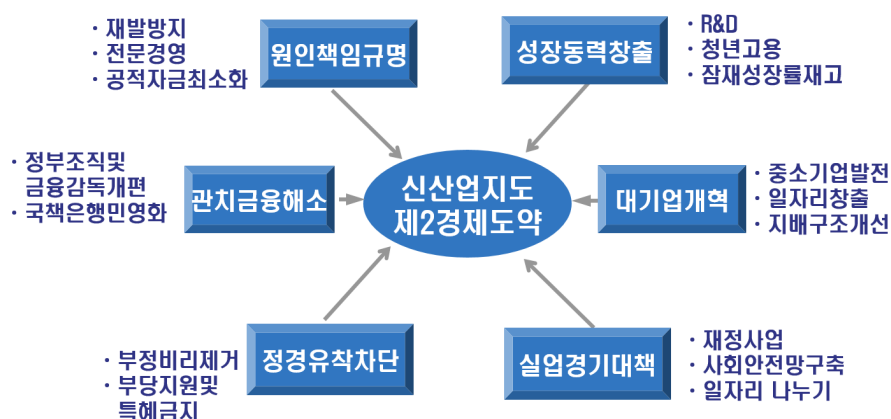 · 재발방지
· 전문경영
· 공적자금최소화
원인책임규명
성장동력창출
· R&D
· 청년고용
· 잠재성장률재고
· 정부조직및
금융감독개편
· 국책은행민영화
관치금융해소
신산업지도
제2경제도약
대기업개혁
· 중소기업발전
· 일자리창출
· 지배구조개선
· 부정비리제거
· 부당지원및
특혜금지
정경유착차단
실업경기대책
· 재정사업
· 사회안전망구축
· 일자리 나누기